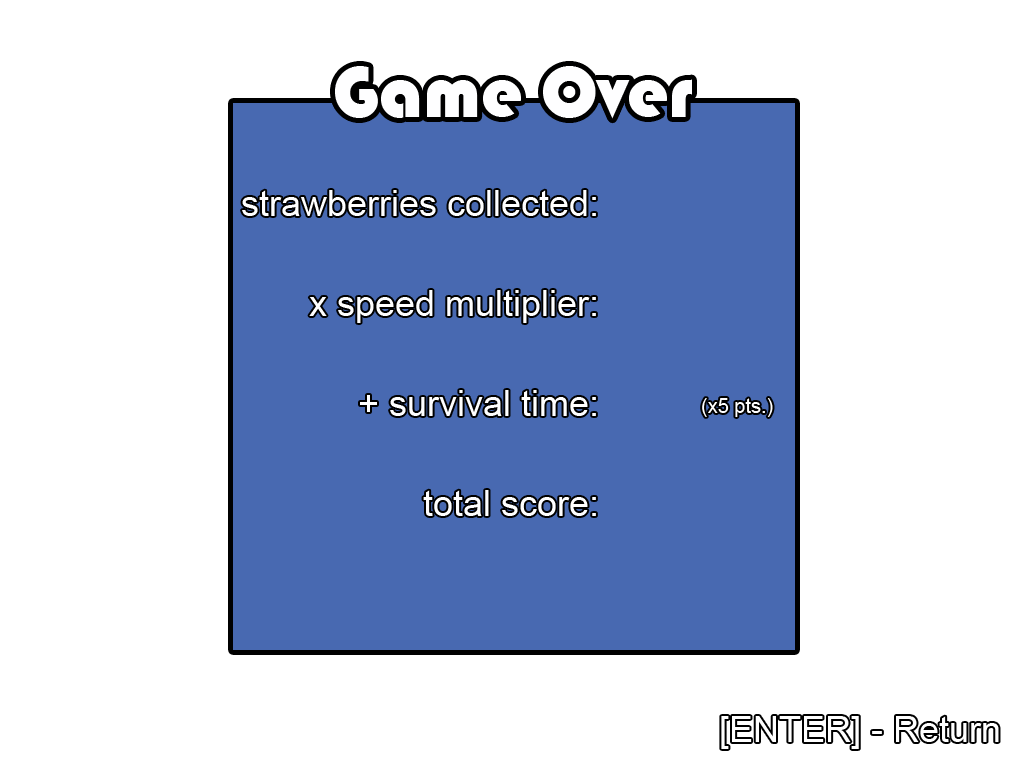 Game Over
strawberries collected:
x speed multiplier:
+ survival time: (x5 pts.)
total score:
[ENTER] - Return